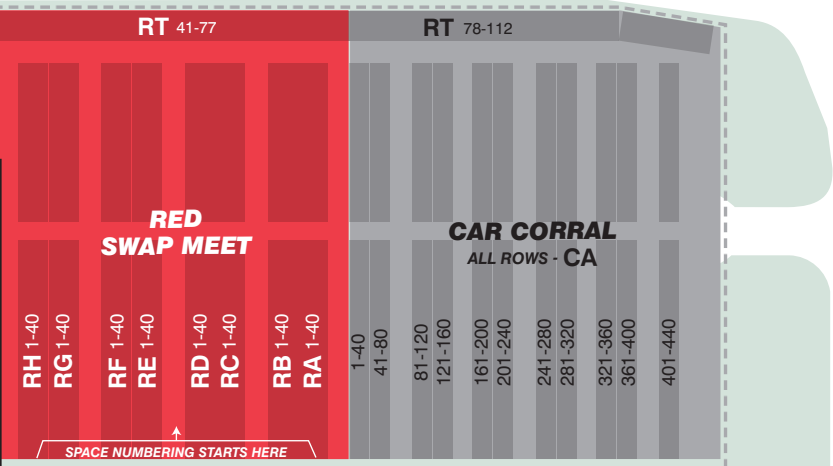 RT 41-77
RT 78-112
RED
SWAP MEET
CAR CORRAL
ALL ROWS - CA
RH 1-40
RG 1-40
RF 1-40
RE 1-40
RD 1-40
RC 1-40
RB 1-40
RA 1-40
1-40
41-80
81-120
121-160
161-200
201-240
241-280
281-320
321-360
361-400
401-440
SPACE NUMBERING STARTS HERE